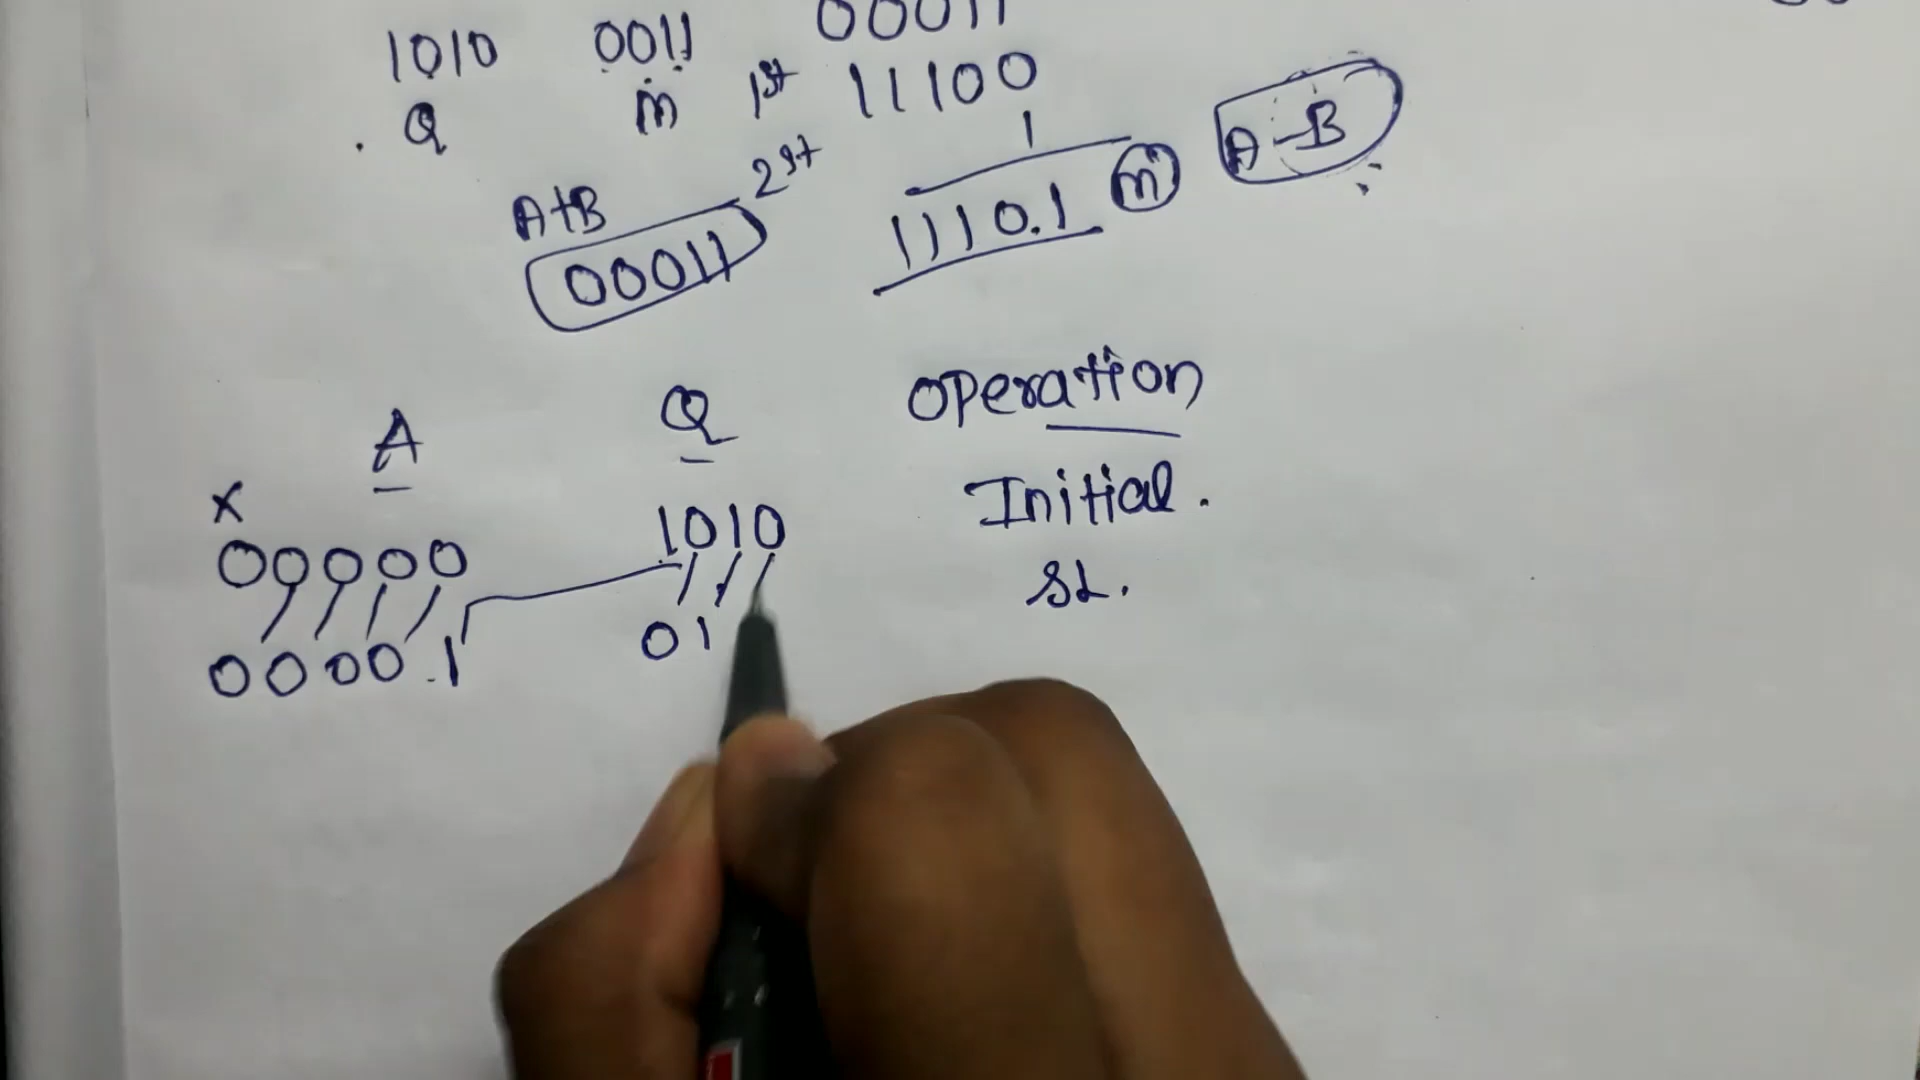 00011
1010 0011 1st 11100
Q m 1
A+B 2st 1110.1 m A-B
00011
A Q operation
X
00000 1010 Initial.
00001 01 SL.